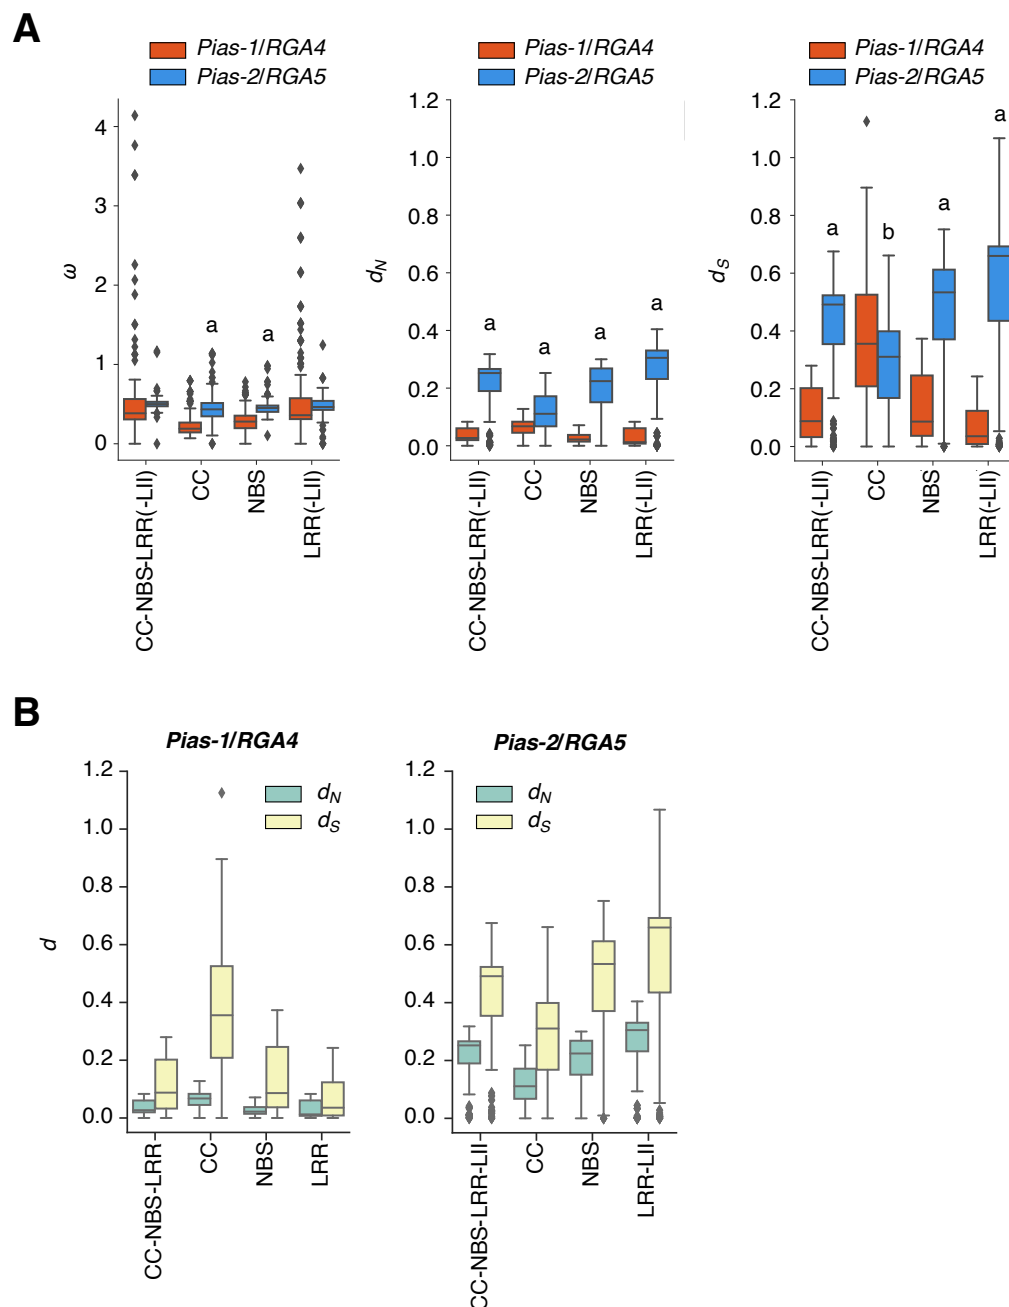 A
Pias-1/RGA4
Pias-2/RGA5
Pias-1/RGA4
Pias-2/RGA5
Pias-1/RGA4
Pias-2/RGA5
ω
4
3
2
1
0
a
a
CC-NBS-LRR(-LII)
CC
NBS
LRR(-LII)
dN
1.2
1.0
0.8
0.6
0.4
0.2
0.0
a
a
a
a
CC-NBS-LRR(-LII)
CC
NBS
LRR(-LII)
dS
1.2
1.0
0.8
0.6
0.4
0.2
0.0
a
b
a
a
CC-NBS-LRR(-LII)
CC
NBS
LRR(-LII)
B
Pias-1/RGA4
d
1.2
1.0
0.8
0.6
0.4
0.2
0.0
dN
dS
CC-NBS-LRR
CC
NBS
LRR
Pias-2/RGA5
1.2
1.0
0.8
0.6
0.4
0.2
0.0
dN
dS
CC-NBS-LRR-LII
CC
NBS
LRR-LII